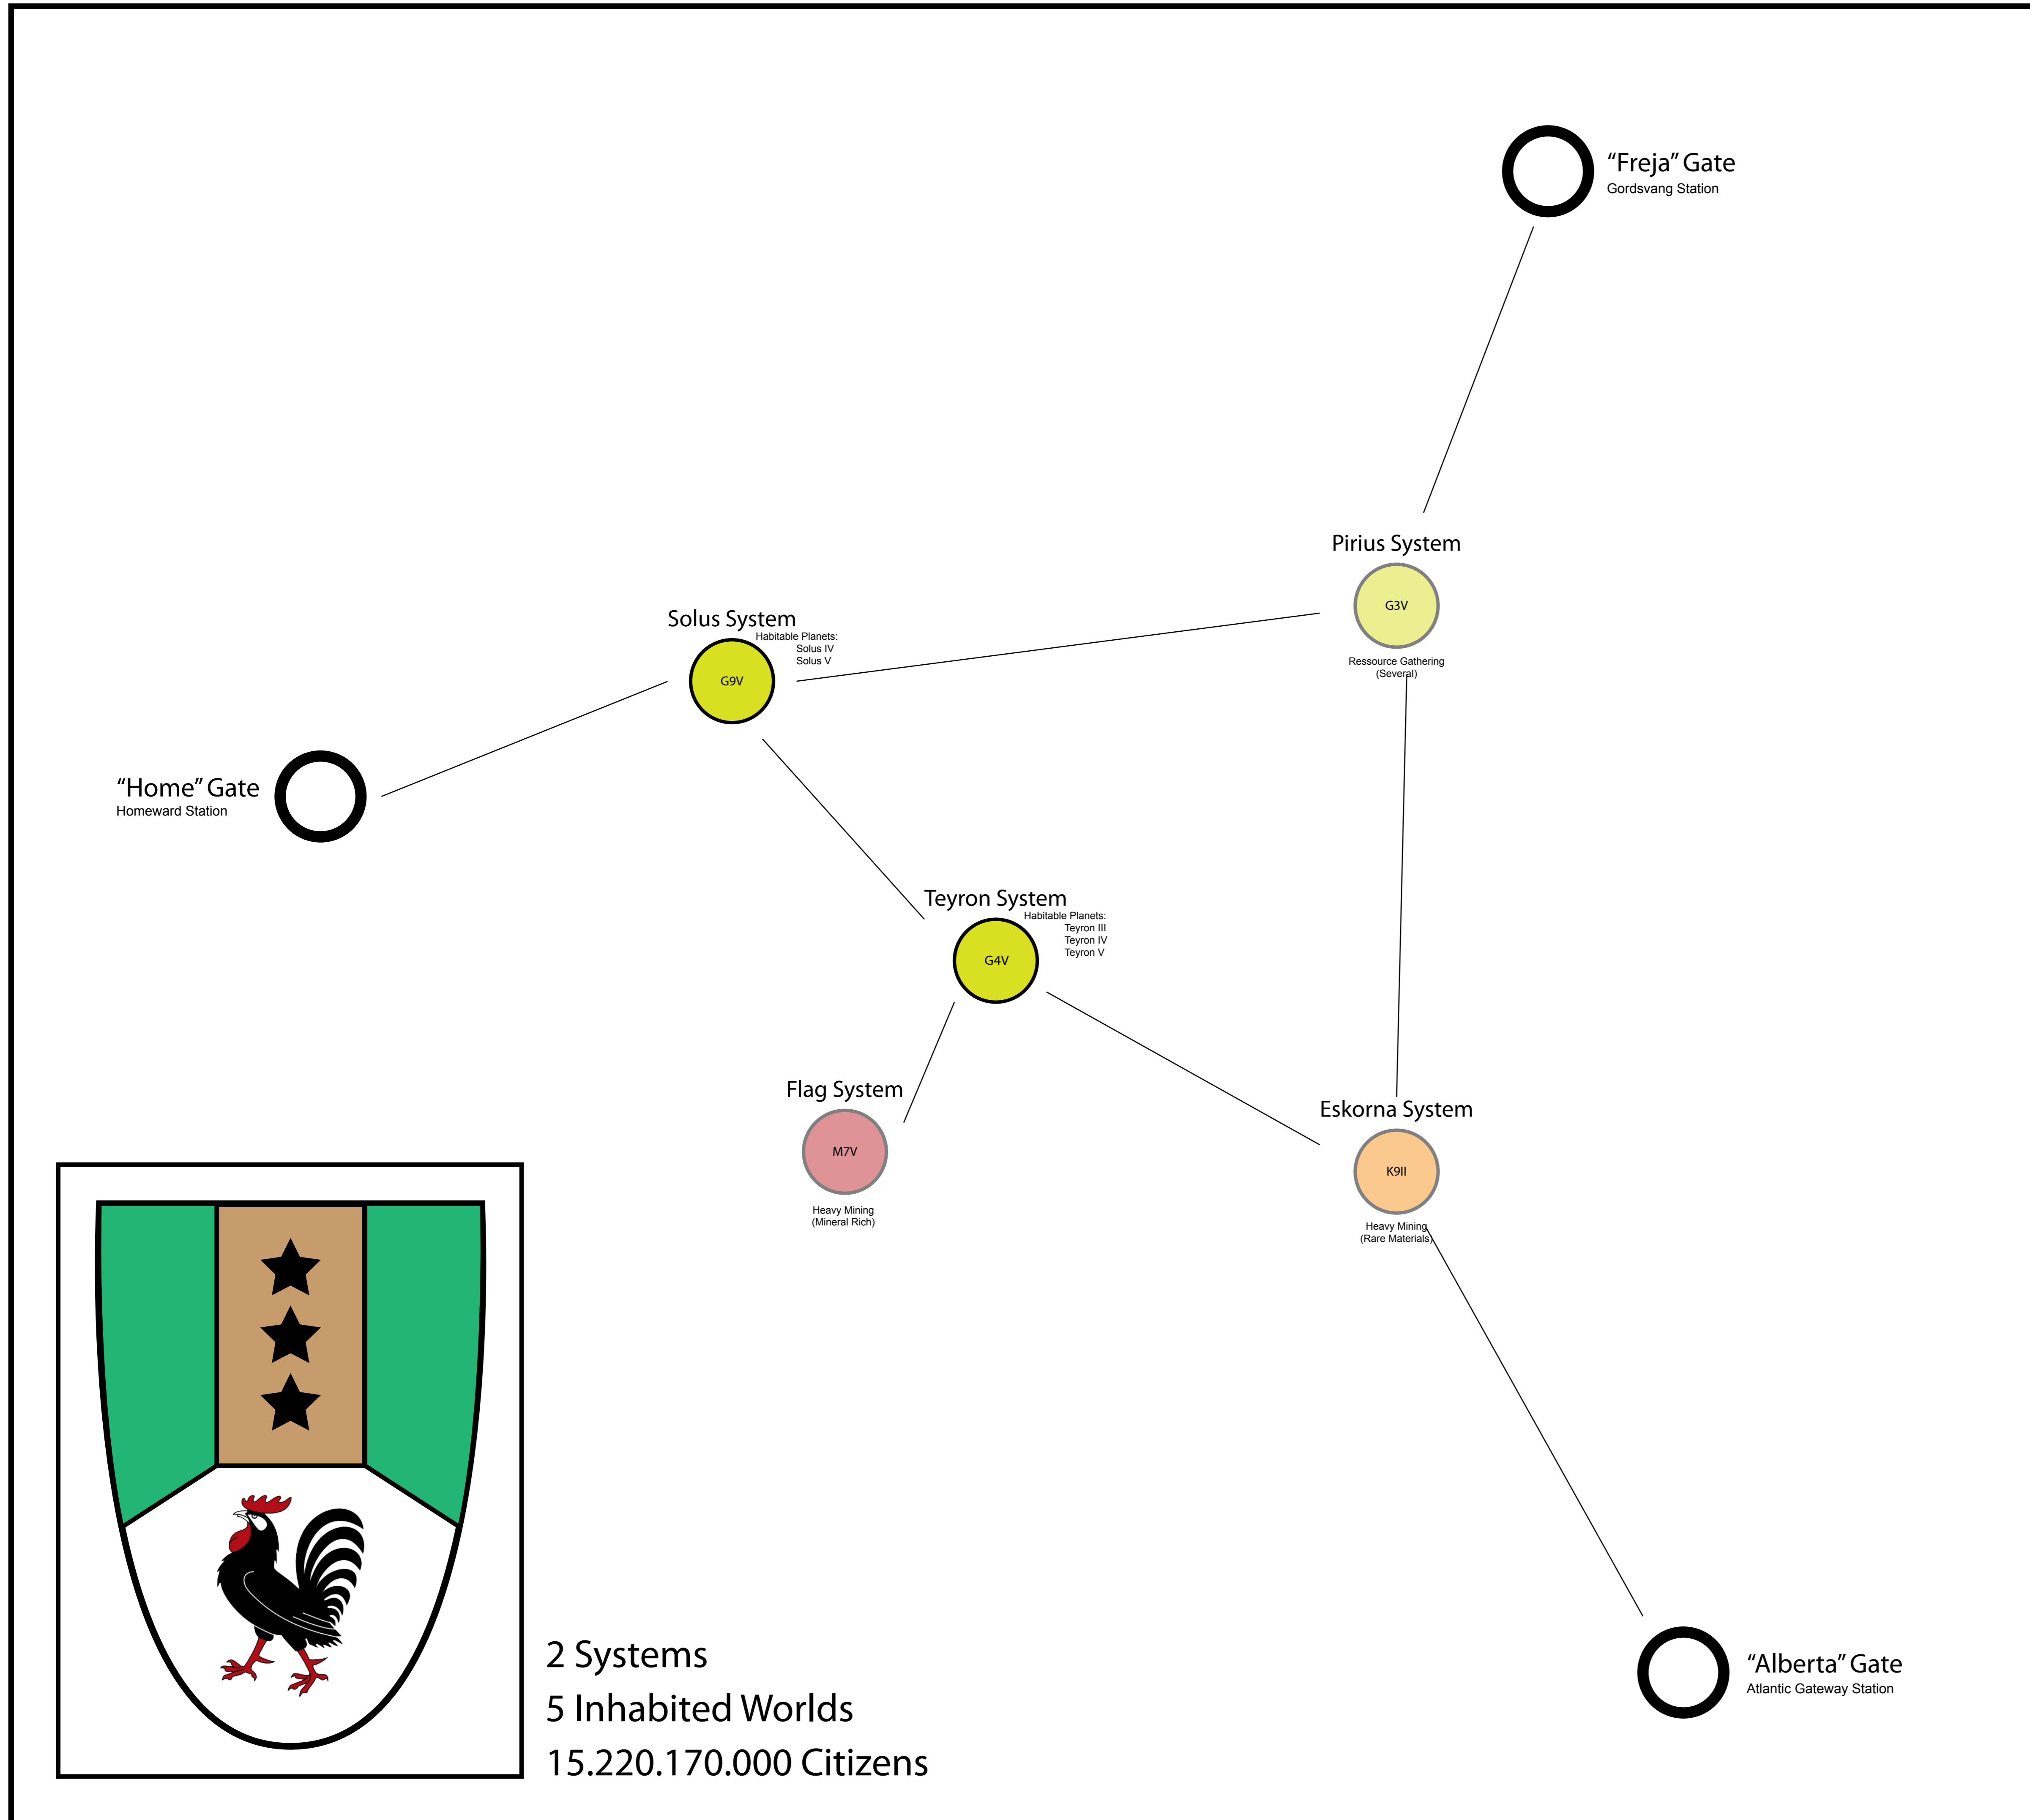 “Freja” Gate
Gordsvang Station
Pirius System
G3V
Ressource Gathering
(Several)
Solus System
Habitable Planets:
Solus IV
Solus V
G9V
“Home” Gate
Homeward Station
Teyron System
Habitable Planets:
Teyron III
Teyron IV
Teyron V
G4V
Flag System
M7V
Heavy Mining
(Mineral Rich)
Eskorna System
K9II
Heavy Mining
(Rare Materials)
“Alberta” Gate
Atlantic Gateway Station
2 Systems
5 Inhabited Worlds
15.220.170.000 Citizens